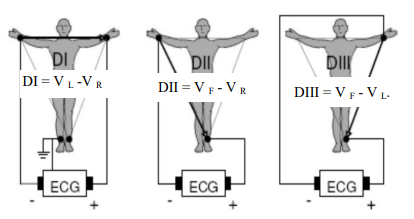 DI
DI = V L -V R
ECG
- +
DII
DII = V F - V R
ECG
- +
DIII
DIII = V F - V L.
ECG
- +